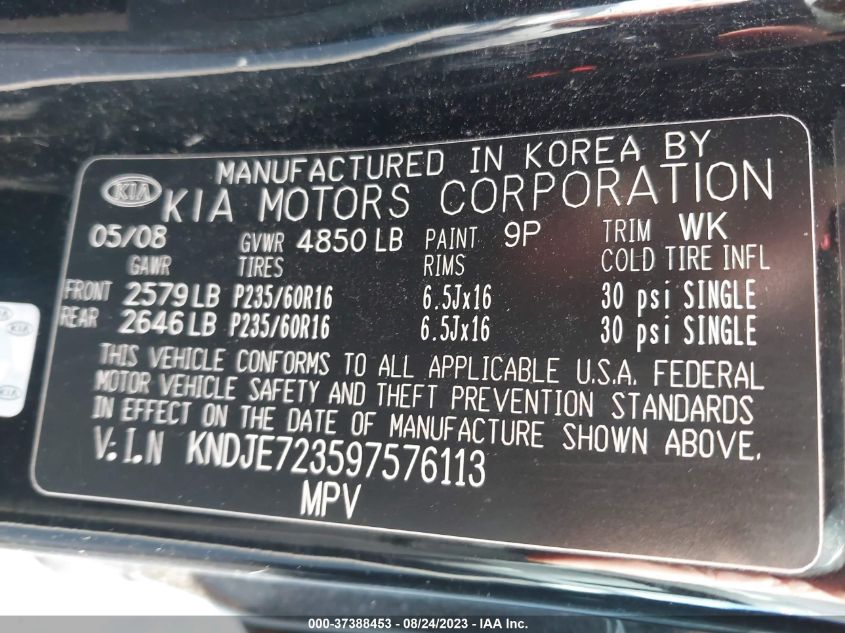 MANUFACTURED IN KOREA BY
KIA KIA MOTORS CORPORATION
05/08 GVWR 4850 LB PAINT 9P TRIM WK
GAWR TIRES RIMS COLD TIRE INFL
FRONT 2579 LB P235/60R16 6.5Jx16 30 psi SINGLE
REAR 2646 LB P235/60R16 6.5Jx16 30 psi SINGLE
THIS VEHICLE CONFORMS TO ALL APPLICABLE U.S.A. FEDERAL
MOTOR VEHICLE SAFETY AND THEFT PREVENTION STANDARDS
IN EFFECT ON THE DATE OF MANUFACTURE SHOWN ABOVE.
V.I.N KNDJE723597576113
MPV
KIA
000-37388453 - 08/24/2023 - IAA, Inc.